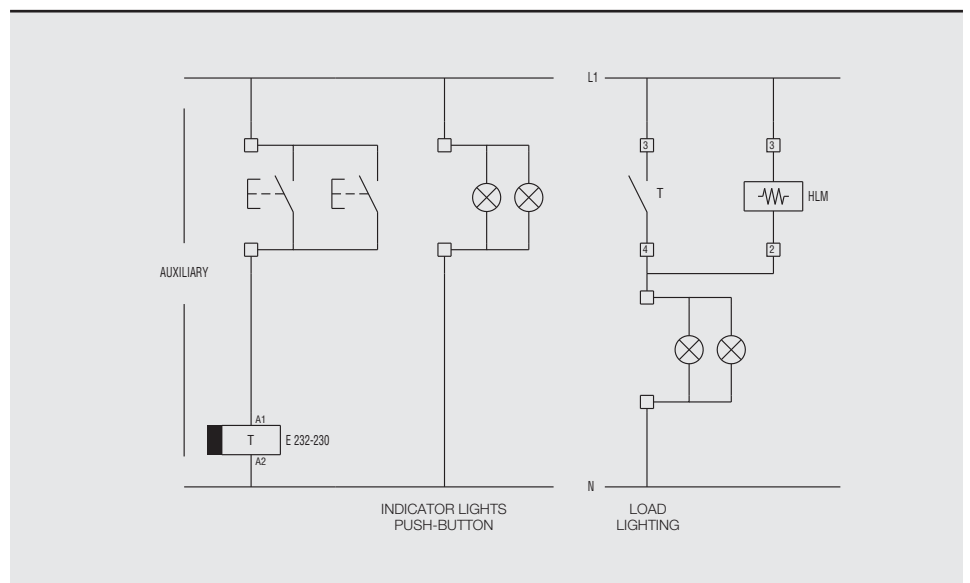 L1
3
3
T
HLM
4
2
AUXILIARY
A1
T
E 232-230
A2
N
INDICATOR LIGHTS
PUSH-BUTTON
LOAD
LIGHTING